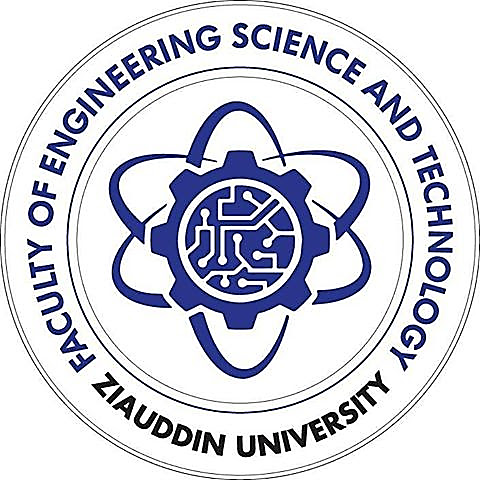 FACULTY OF ENGINEERING SCIENCE AND TECHNOLOGY
ZIAUDDIN UNIVERSITY